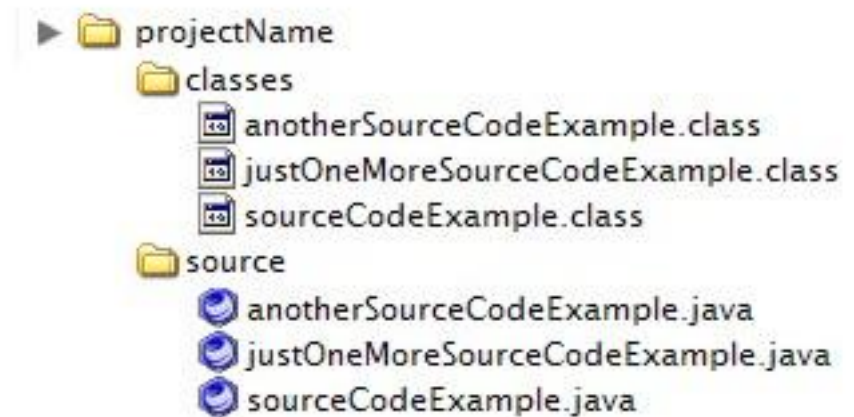 projectName
classes
anotherSourceCodeExample.class
justOneMoreSourceCodeExample.class
sourceCodeExample.class
source
anotherSourceCodeExample.java
justOneMoreSourceCodeExample.java
sourceCodeExample.java